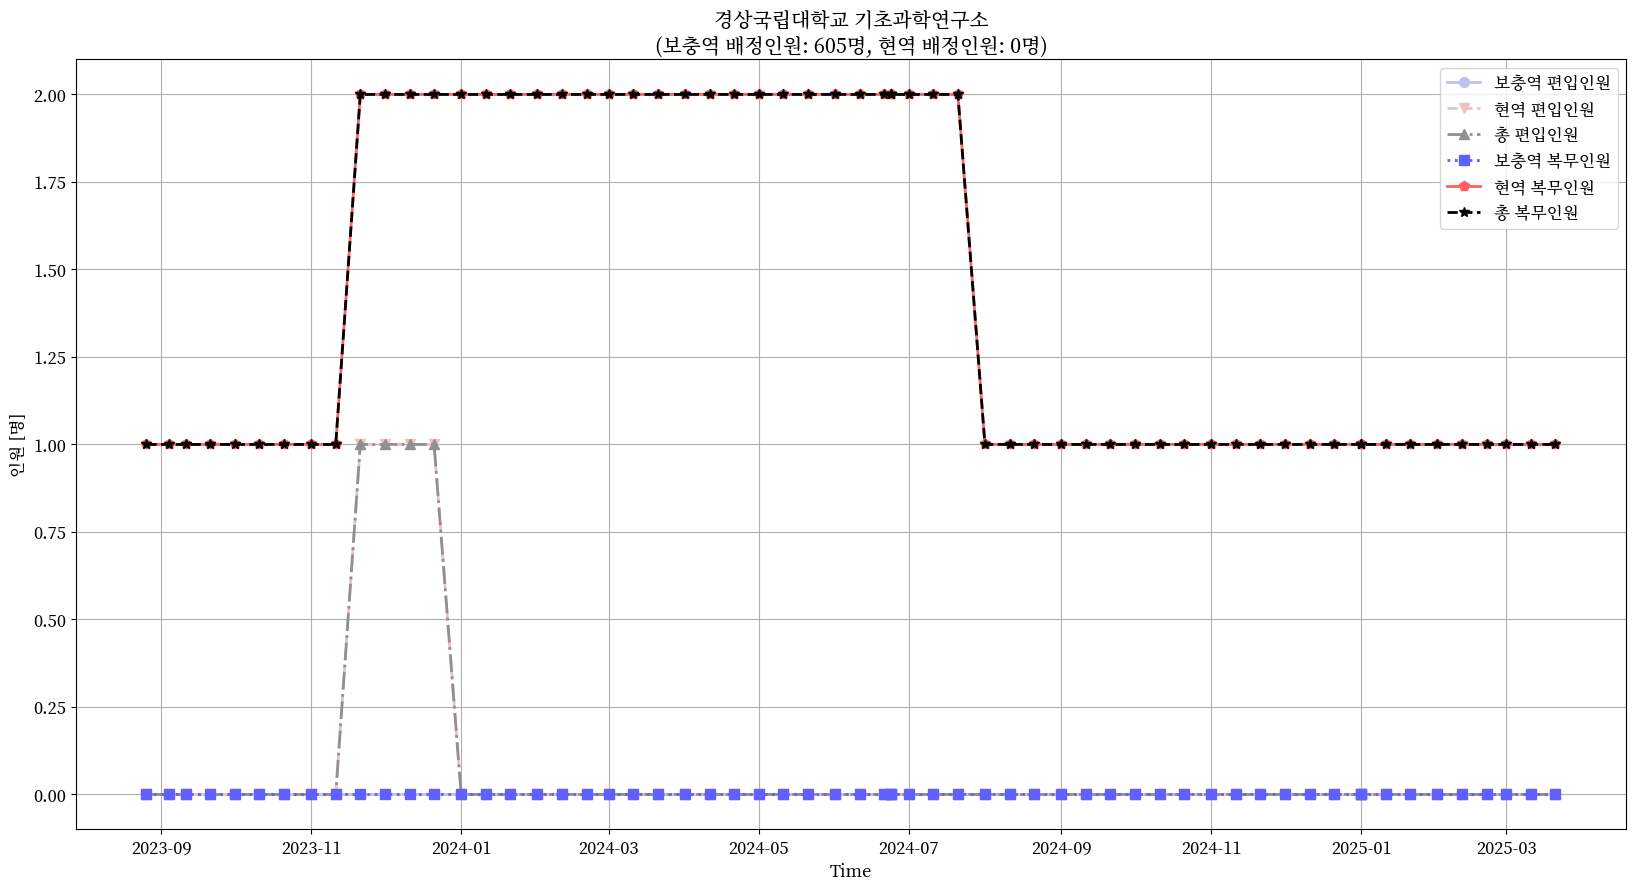 경상국립대학교 기초과학연구소
(보충역 배정인원: 605명, 현역 배정인원: 0명)
보충역 편입인원
현역 편입인원
총 편입인원
보충역 복무인원
현역 복무인원
총 복무인원
인원 [명]
2.00
1.75
1.50
1.25
1.00
0.75
0.50
0.25
0.00
2023-09 2023-11 2024-01 2024-03 2024-05 2024-07 2024-09 2024-11 2025-01 2025-03
Time